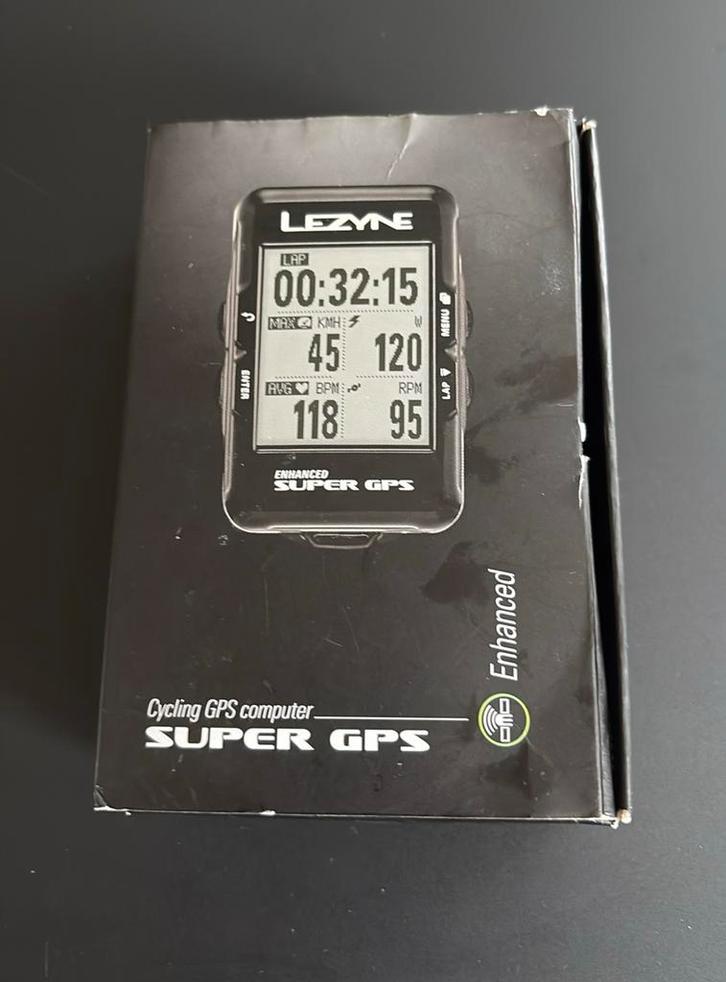 LEZYNE
LAP
00:32:15
MAX KMH W
45 120
AVG BPM RPM
118 95
ENTER
MENU
LAP
ENHANCED
SUPER GPS
Enhanced
Cycling GPS computer
SUPER GPS